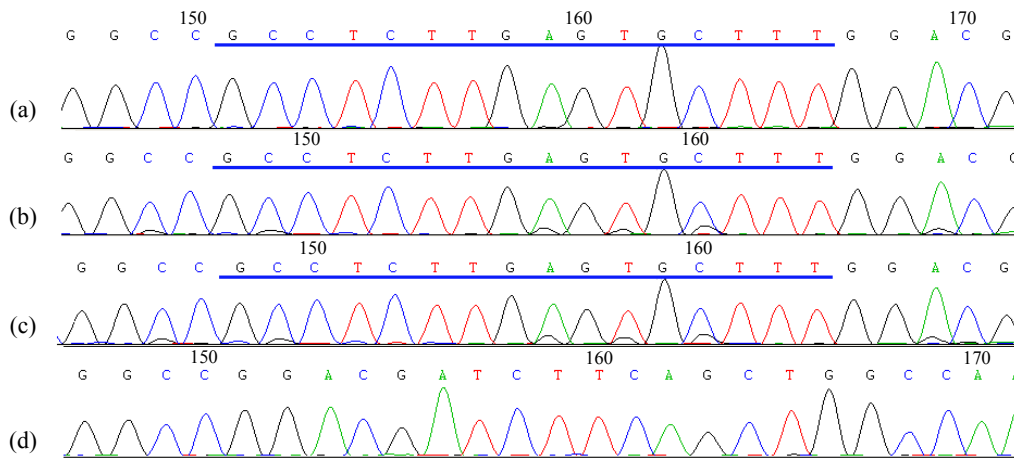 150 160 170
G G C C G C C T C T T G A G T G C T T T G G A C G
(a)
150 160
G G C C G C C T C T T G A G T G C T T T G G A C G
(b)
150 160
G G C C G C C T C T T G A G T G C T T T G G A C G
(c)
150 160 170
G G C C G G A C G A T C T T C A G C T G G C C A A
(d)